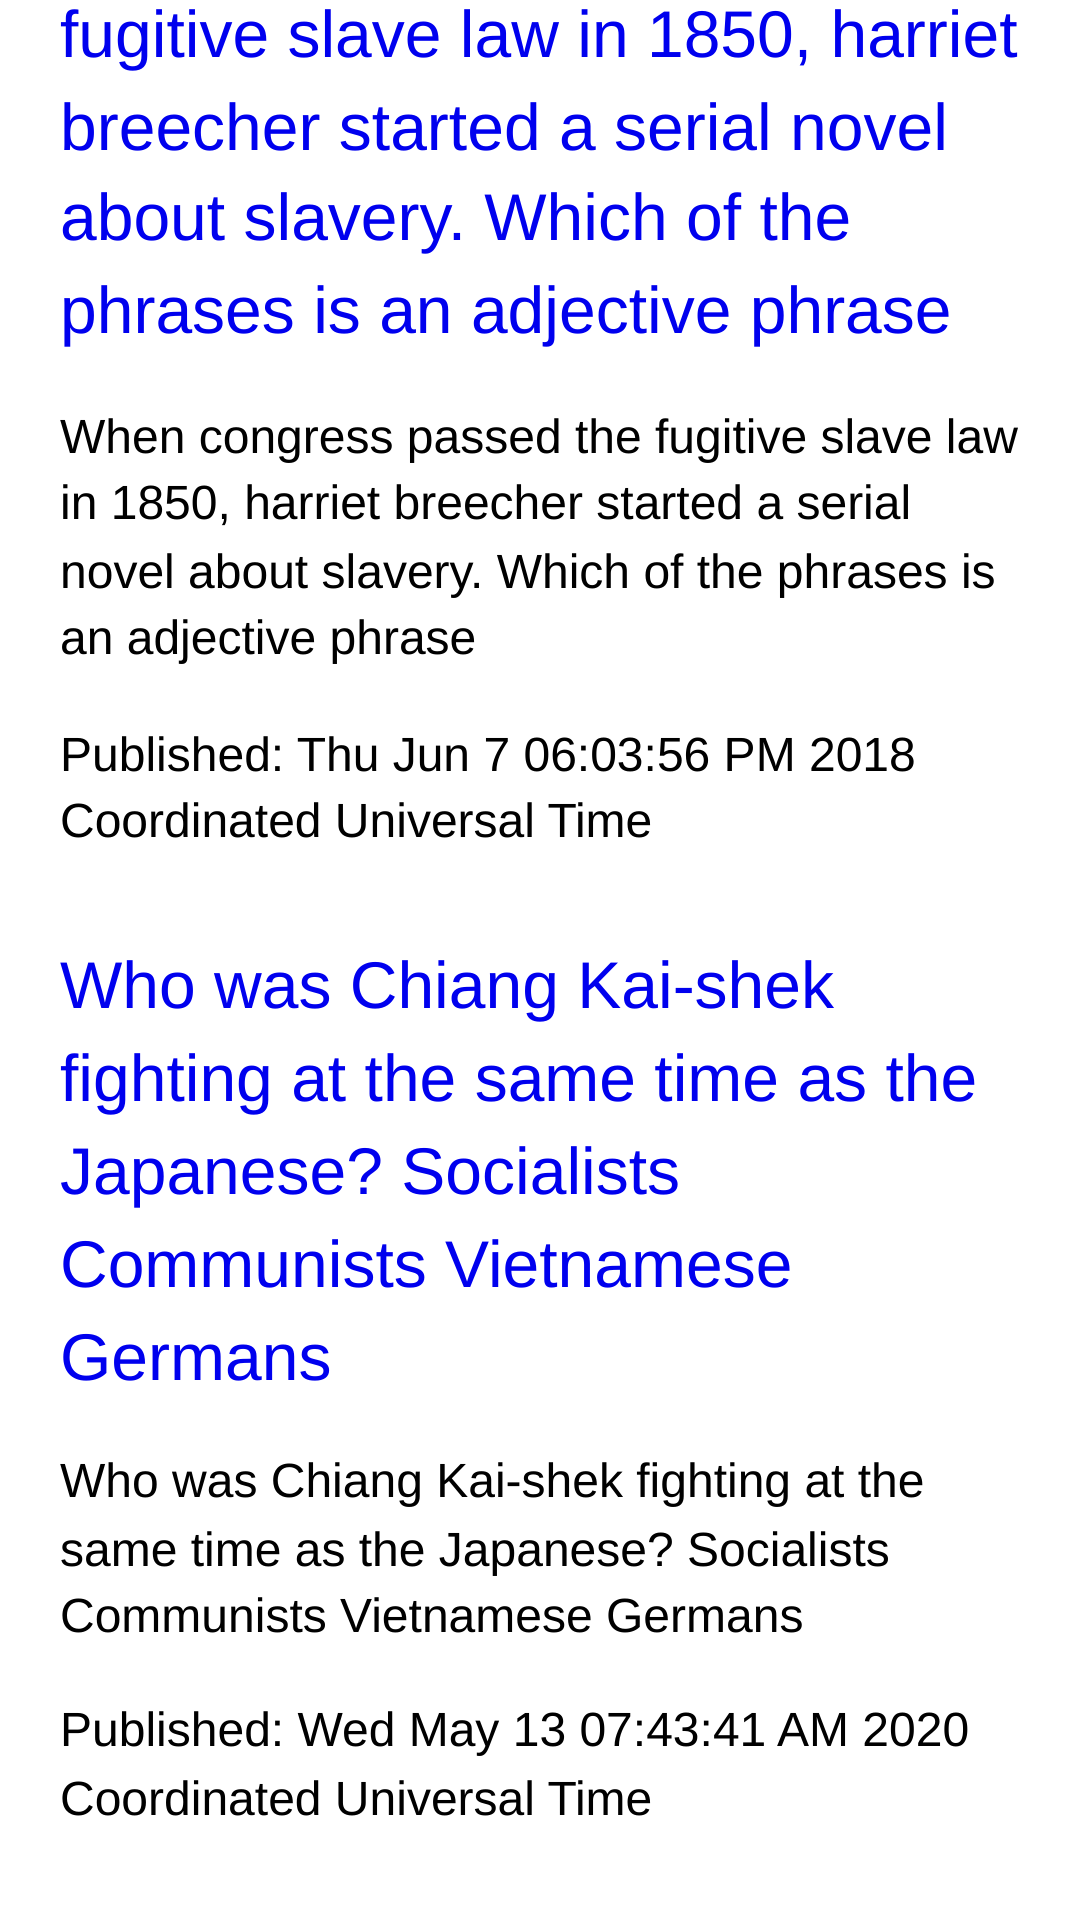 fugitive slave law in 1850, harriet
breecher started a serial novel
about slavery. Which of the
phrases is an adjective phrase
When congress passed the fugitive slave law
in 1850, harriet breecher started a serial
novel about slavery. Which of the phrases is
an adjective phrase
Published: Thu Jun 7 06:03:56 PM 2018
Coordinated Universal Time
Who was Chiang Kai-shek
fighting at the same time as the
Japanese? Socialists
Communists Vietnamese
Germans
Who was Chiang Kai-shek fighting at the
same time as the Japanese? Socialists
Communists Vietnamese Germans
Published: Wed May 13 07:43:41 AM 2020
Coordinated Universal Time